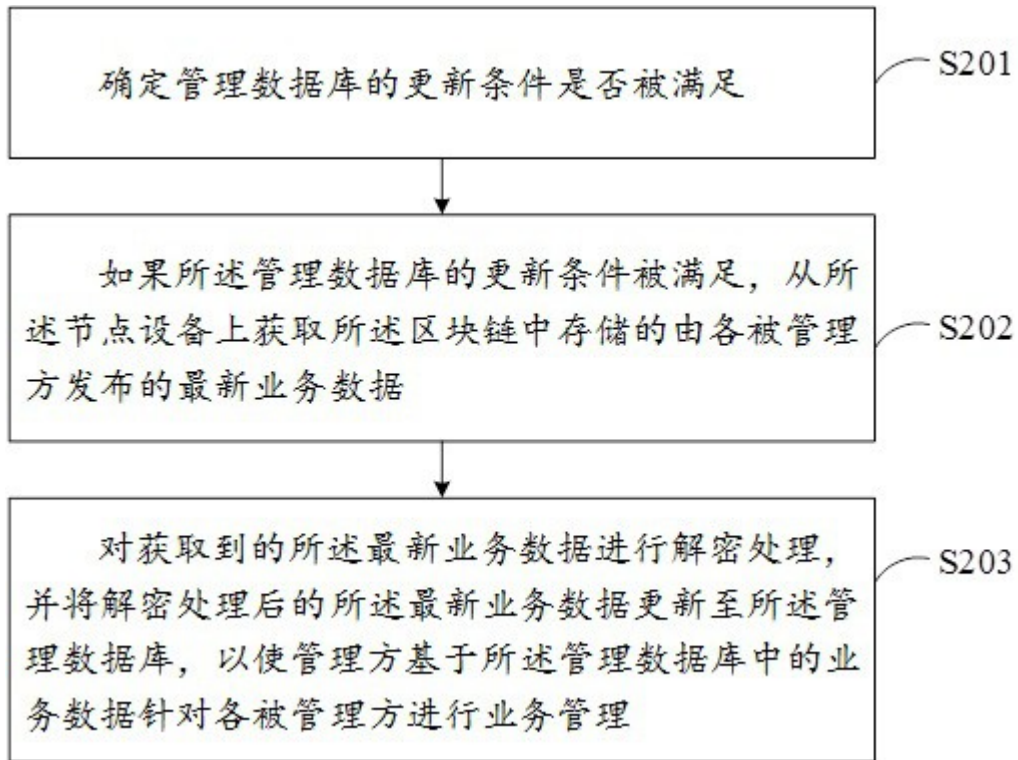 确定管理数据库的更新条件是否被满足
S201
如果所述管理数据库的更新条件被满足，从所
述节点设备上获取所述区块链中存储的由各被管理
方发布的最新业务数据
S202
对获取到的所述最新业务数据进行解密处理，
并将解密处理后的所述最新业务数据更新至所述管
理数据库，以使管理方基于所述管理数据库中的业
务数据针对各被管理方进行业务管理
S203